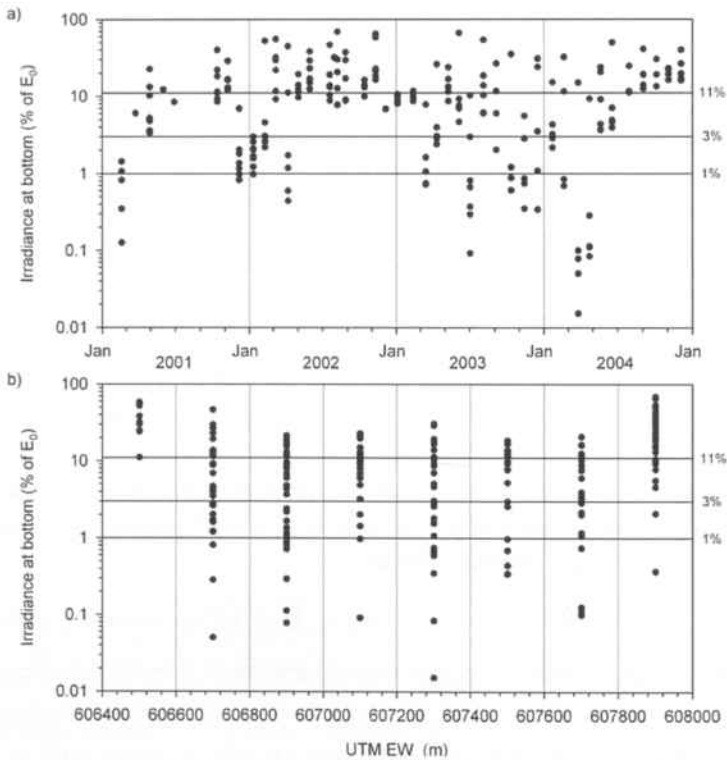 a)
Irradiance at bottom (% of E₀)
100
10
1
0.1
0.01
11%
3%
1%
Jan Jan Jan Jan Jan
2001 2002 2003 2004
b)
Irradiance at bottom (% of E₀)
100
10
1
0.1
0.01
11%
3%
1%
606400 606600 606800 607000 607200 607400 607600 607800 608000
UTM EW (m)